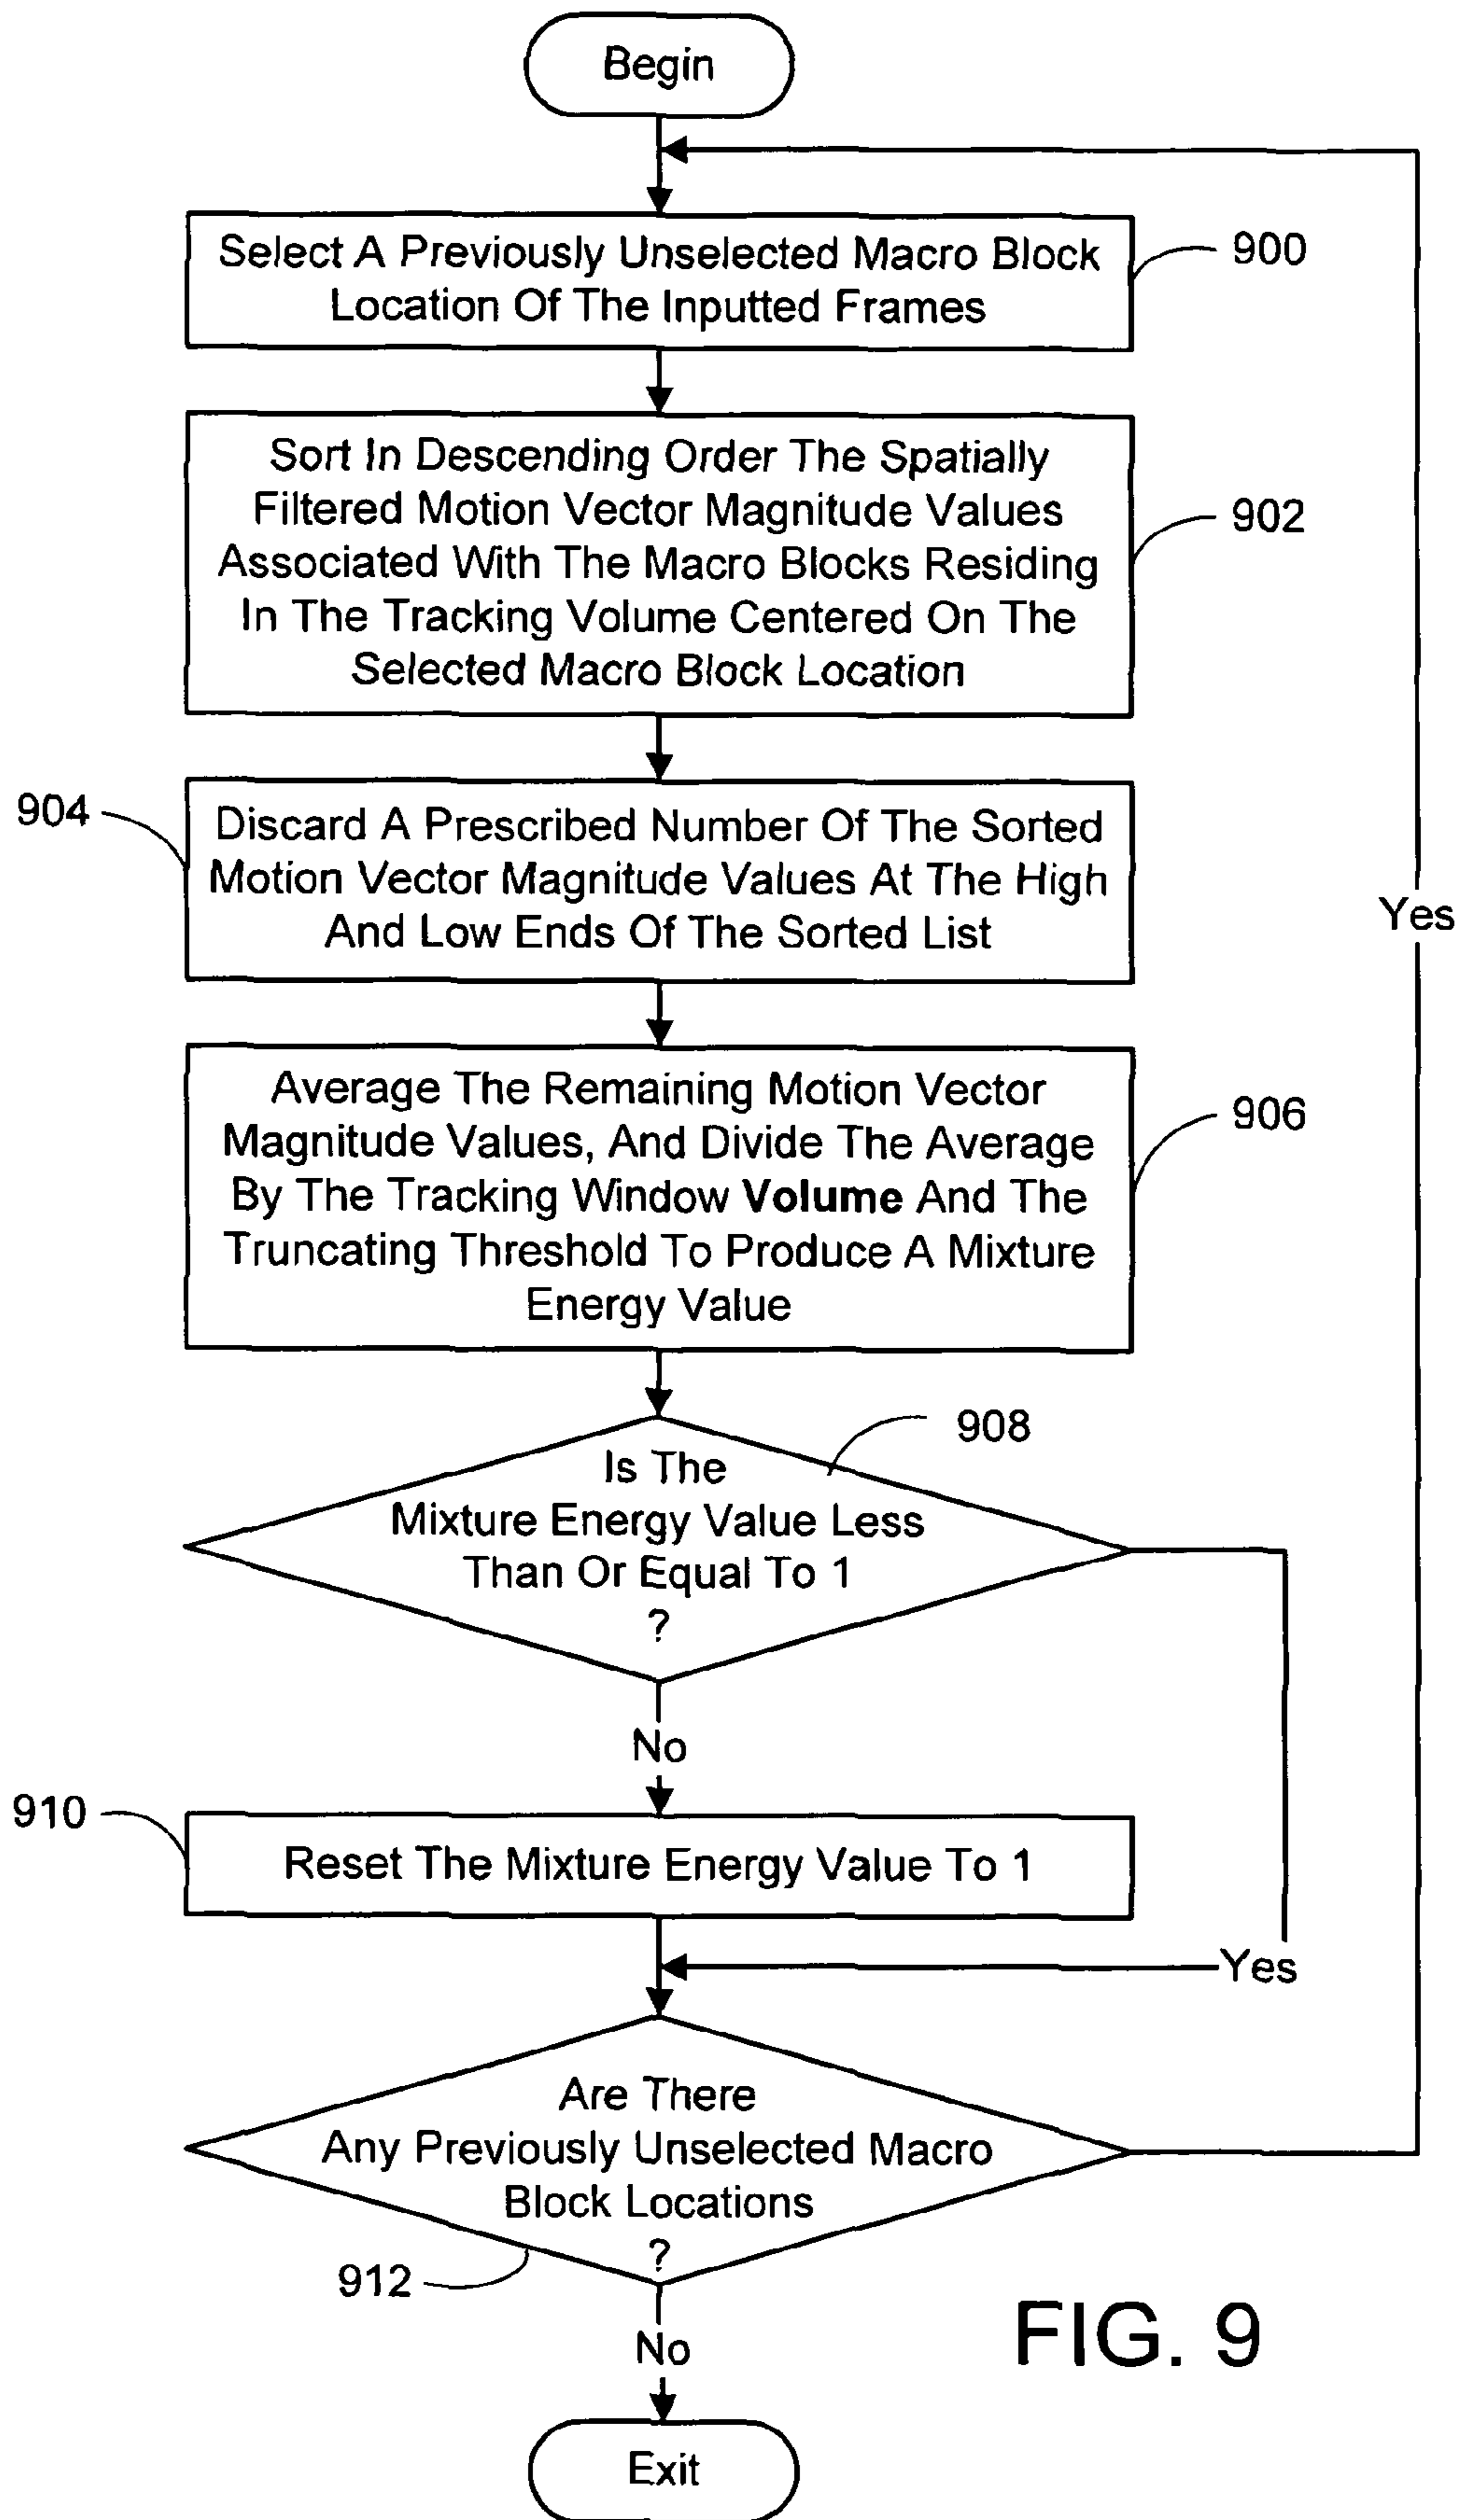 Begin
Select A Previously Unselected Macro Block
Location Of The Inputted Frames
900
Sort In Descending Order The Spatially
Filtered Motion Vector Magnitude Values
Associated With The Macro Blocks Residing
In The Tracking Volume Centered On The
Selected Macro Block Location
902
904
Discard A Prescribed Number Of The Sorted
Motion Vector Magnitude Values At The High
And Low Ends Of The Sorted List
Yes
Average The Remaining Motion Vector
Magnitude Values, And Divide The Average
By The Tracking Window Volume And The
Truncating Threshold To Produce A Mixture
Energy Value
906
908
Is The
Mixture Energy Value Less
Than Or Equal To 1
?
No
910
Reset The Mixture Energy Value To 1
Yes
Are There
Any Previously Unselected Macro
Block Locations
?
912
No
FIG. 9
Exit